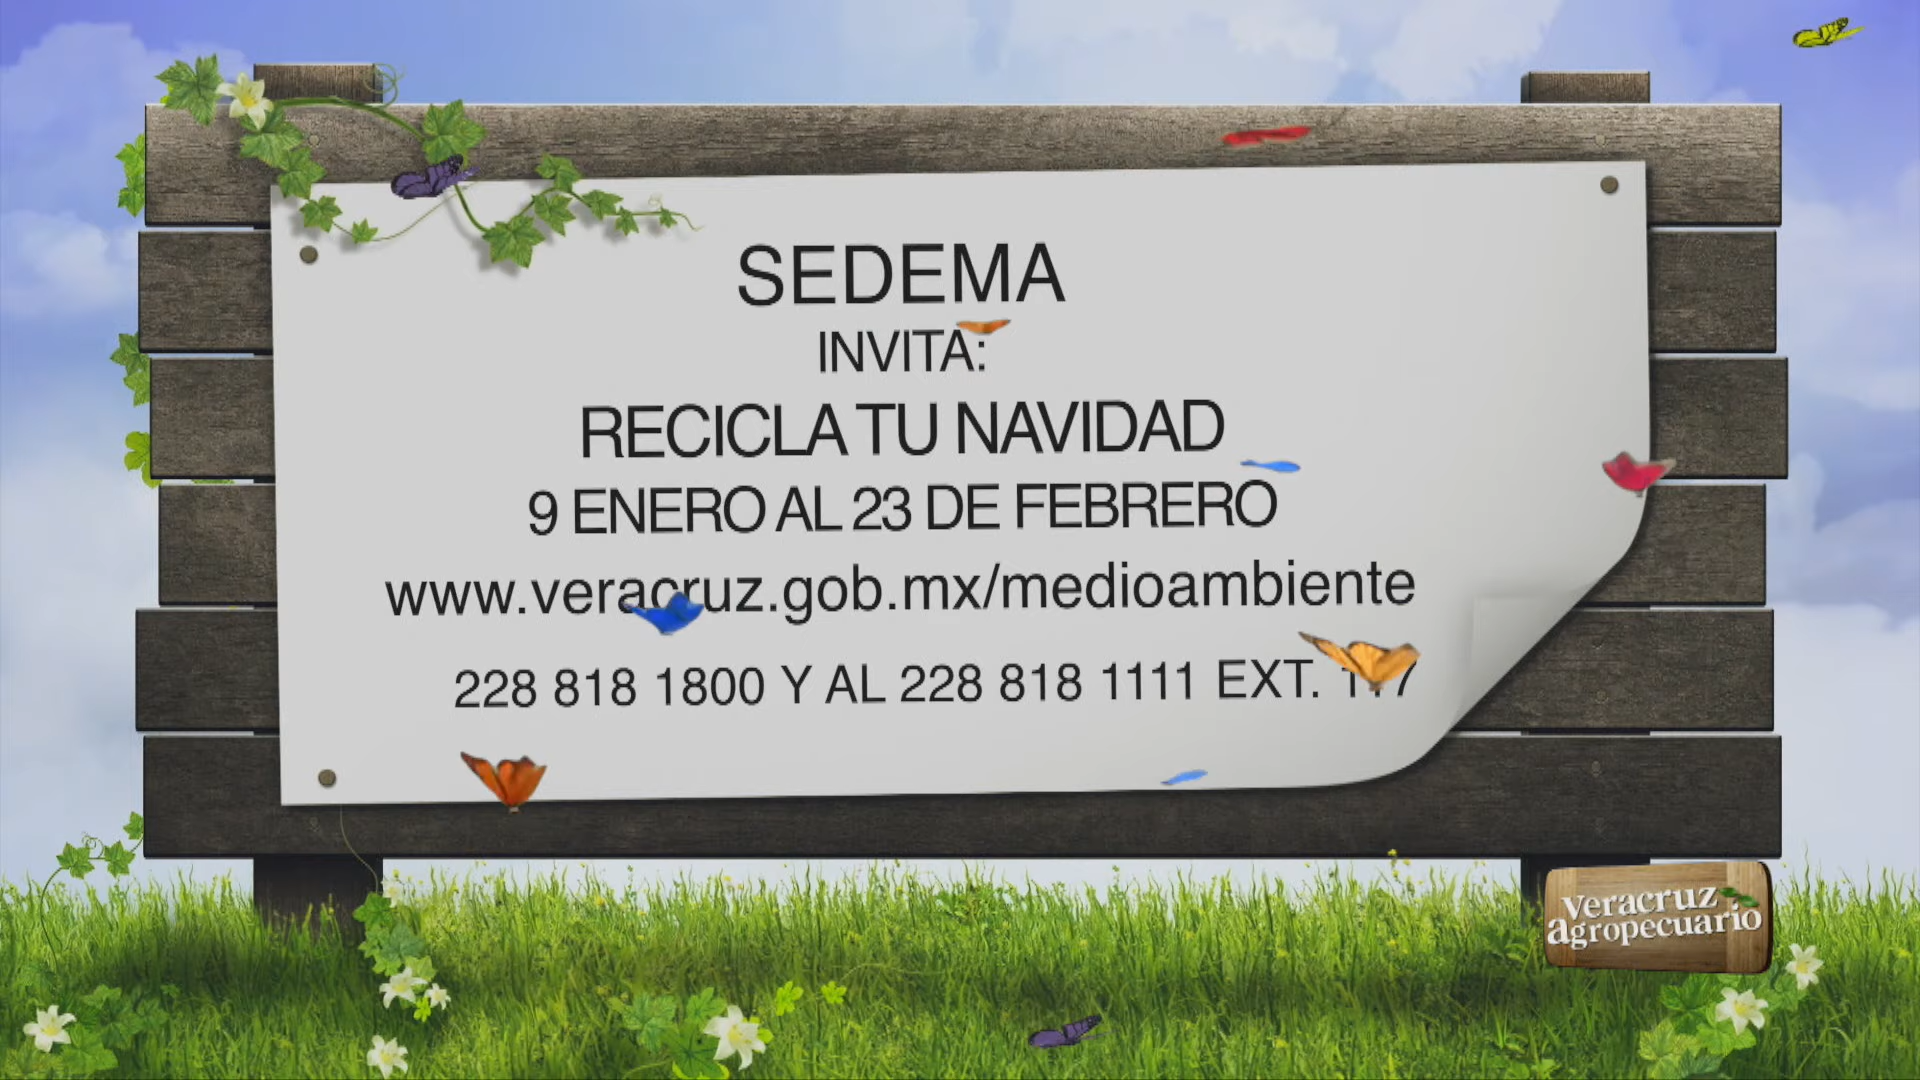 SEDEMA
INVITA:
RECICLA TU NAVIDAD
9 ENERO AL 23 DE FEBRERO
www.veracruz.gob.mx/medioambiente
228 818 1800 Y AL 228 818 1111 EXT.
veracruz
agropecuario